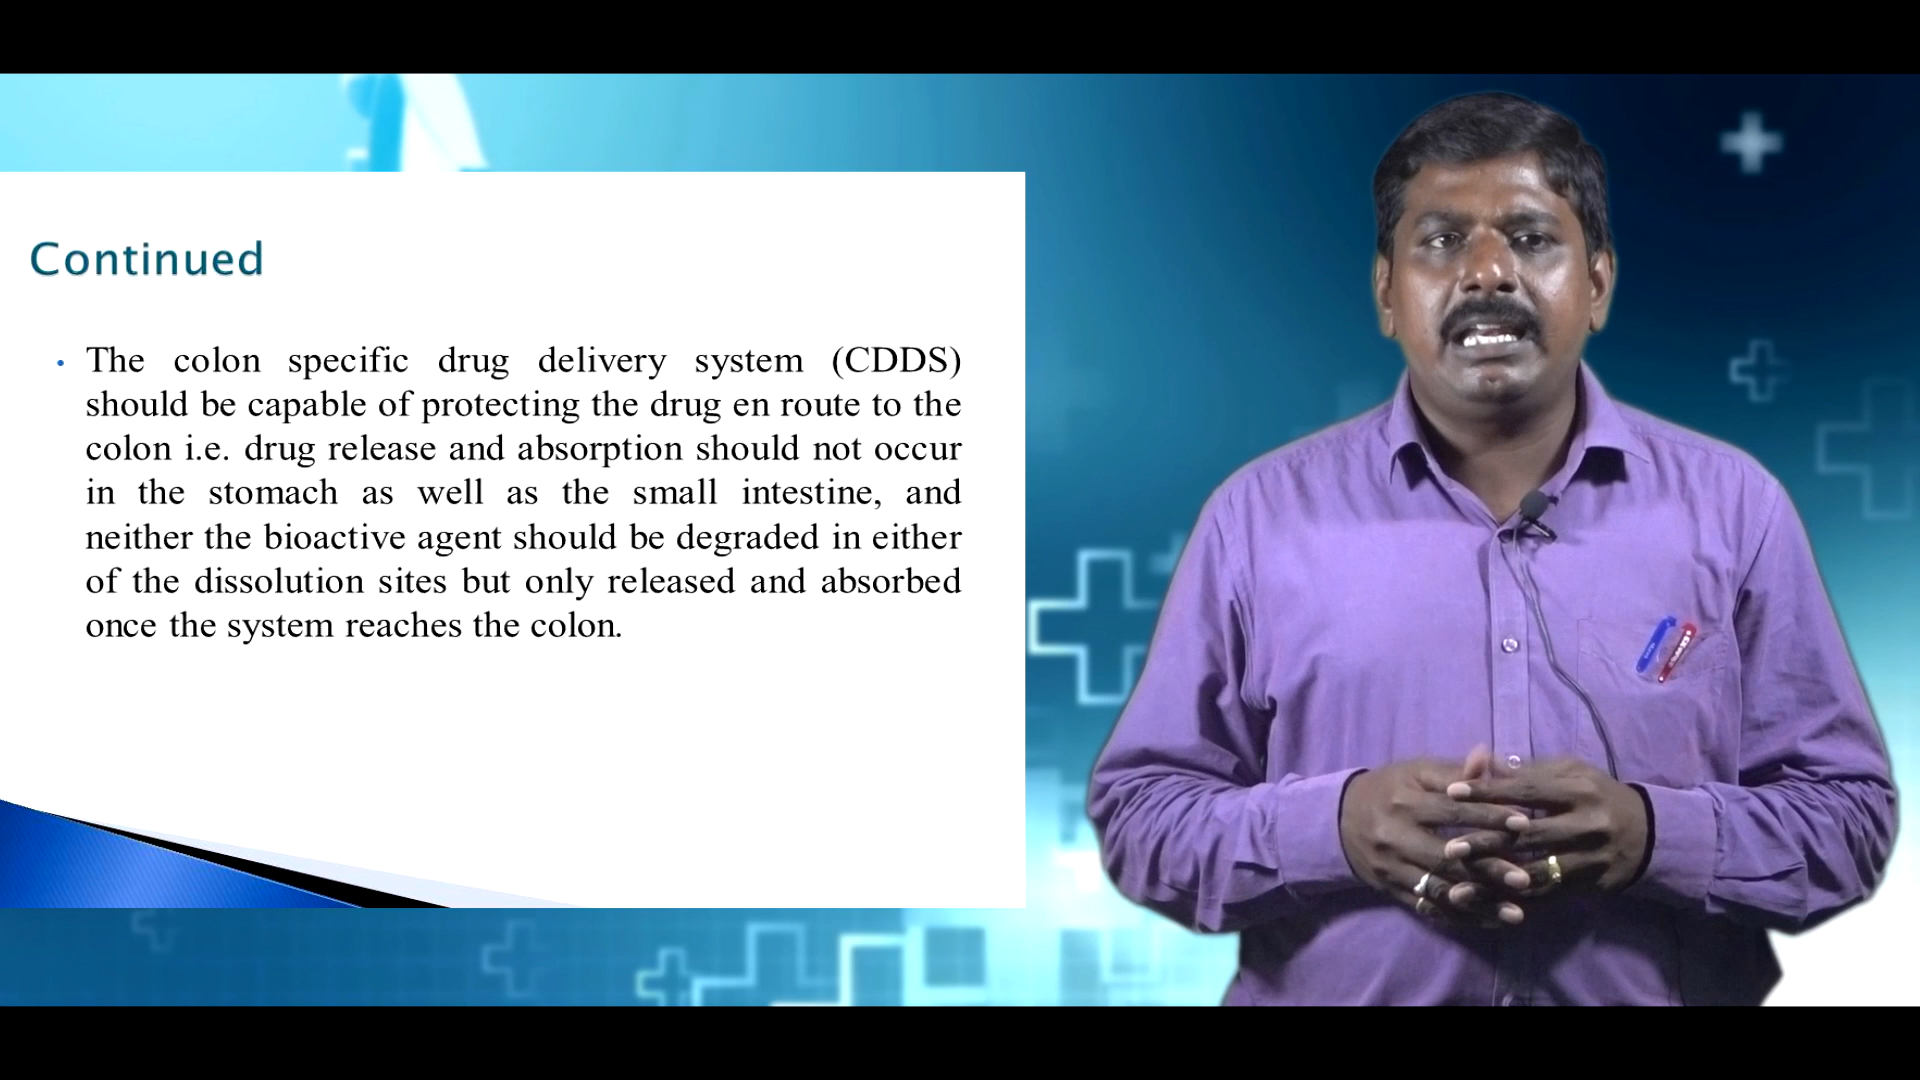 Continued
• The colon specific drug delivery system (CDDS)
should be capable of protecting the drug en route to the
colon i.e. drug release and absorption should not occur
in the stomach as well as the small intestine, and
neither the bioactive agent should be degraded in either
of the dissolution sites but only released and absorbed
once the system reaches the colon.